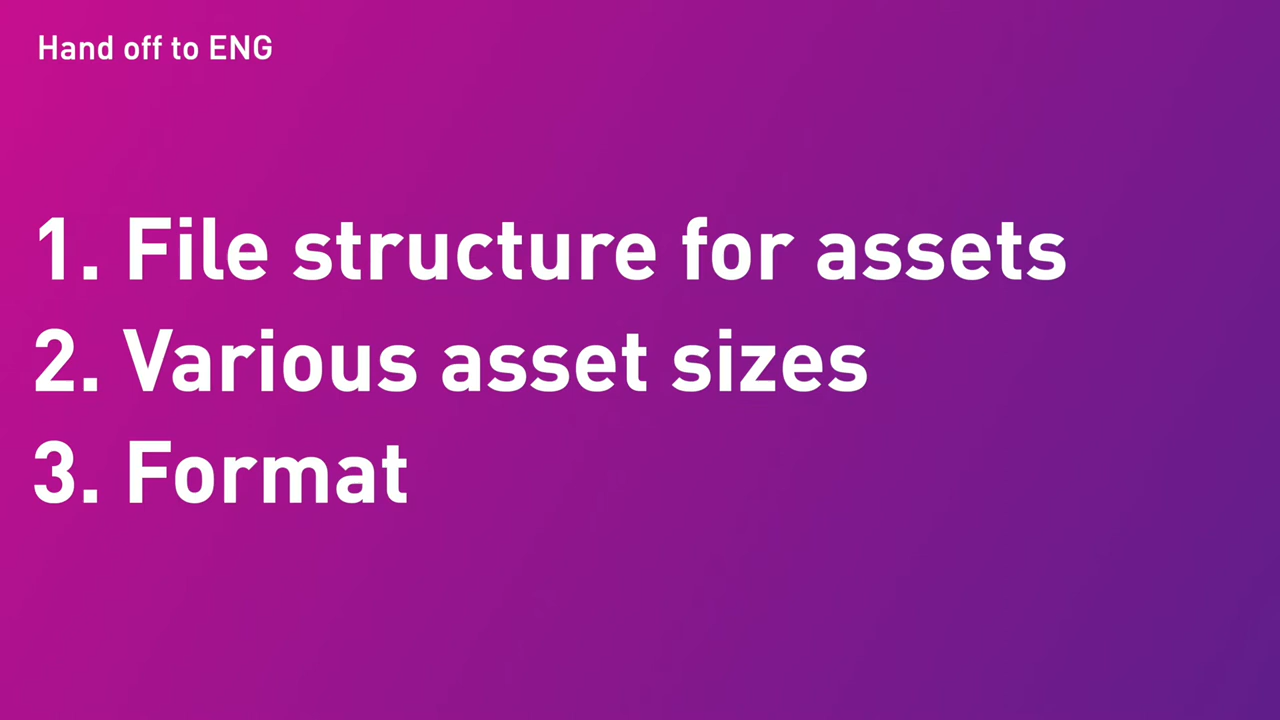 Hand off to ENG
1. File structure for assets
2. Various asset sizes
3. Format